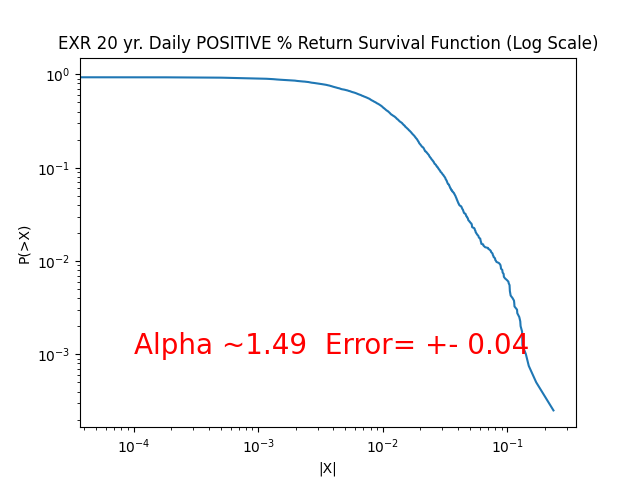 EXR 20 yr. Daily POSITIVE % Return Survival Function (Log Scale)
P(>X)
10⁰
10⁻¹
10⁻²
10⁻³
Alpha ~1.49  Error= +- 0.04
10⁻⁴ 10⁻³ 10⁻² 10⁻¹
|X|